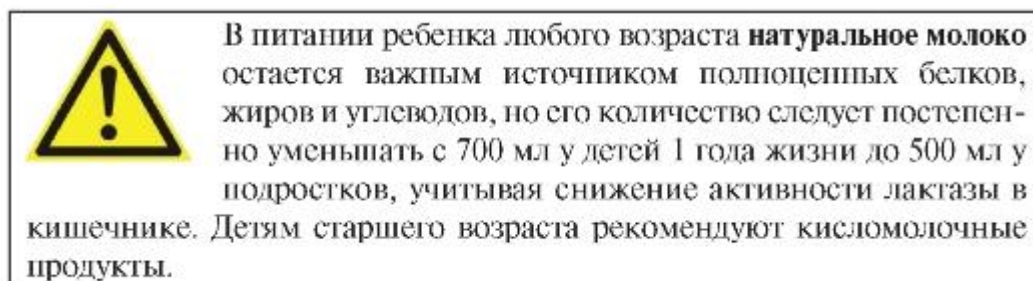 В питании ребенка любого возраста натуральное молоко
остается важным источником полноценных белков,
жиров и углеводов, но его количество следует постепен-
но уменьшать с 700 мл у детей 1 года жизни до 500 мл у
подростков, учитывая снижение активности лактазы в
кишечнике. Детям старшего возраста рекомендуют кисломолочные
продукты.